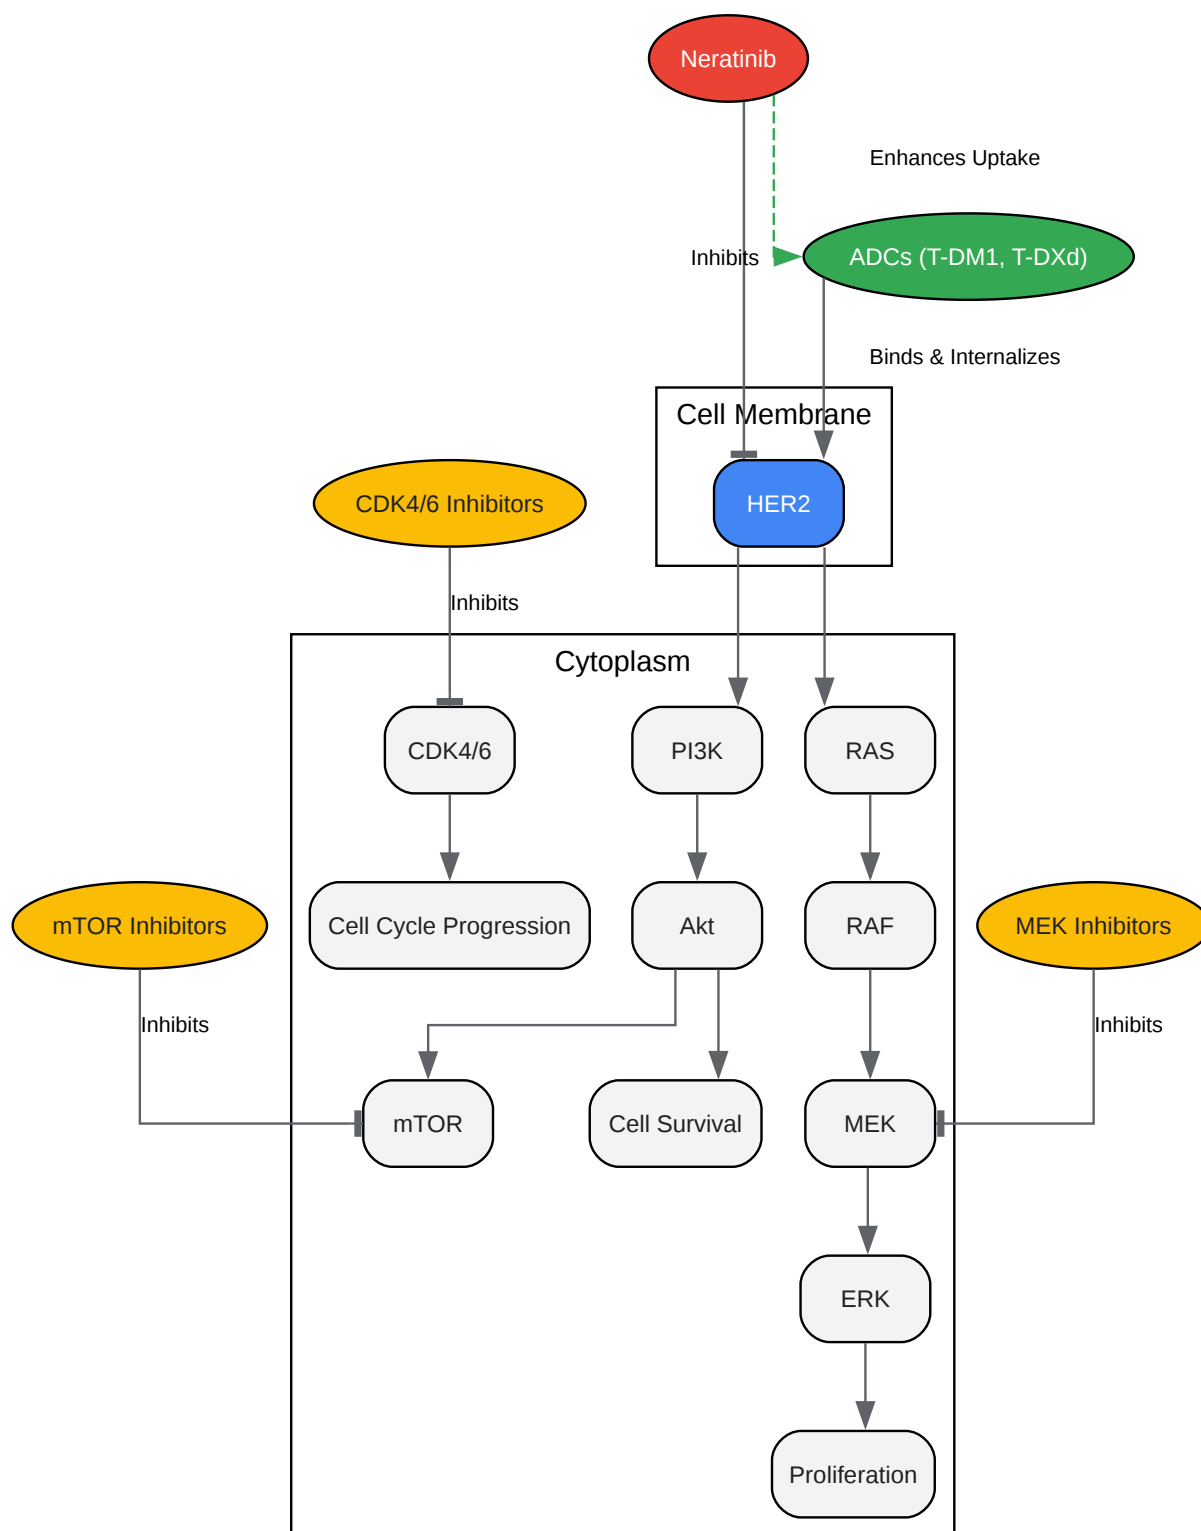 Neratinib
Enhances Uptake
Inhibits
ADCs (T-DM1, T-DXd)
Binds & Internalizes
Cell Membrane
CDK4/6 Inhibitors
HER2
Inhibits
Cytoplasm
CDK4/6
PI3K
RAS
mTOR Inhibitors
Cell Cycle Progression
Akt
RAF
MEK Inhibitors
Inhibits
Inhibits
mTOR
Cell Survival
MEK
ERK
Proliferation